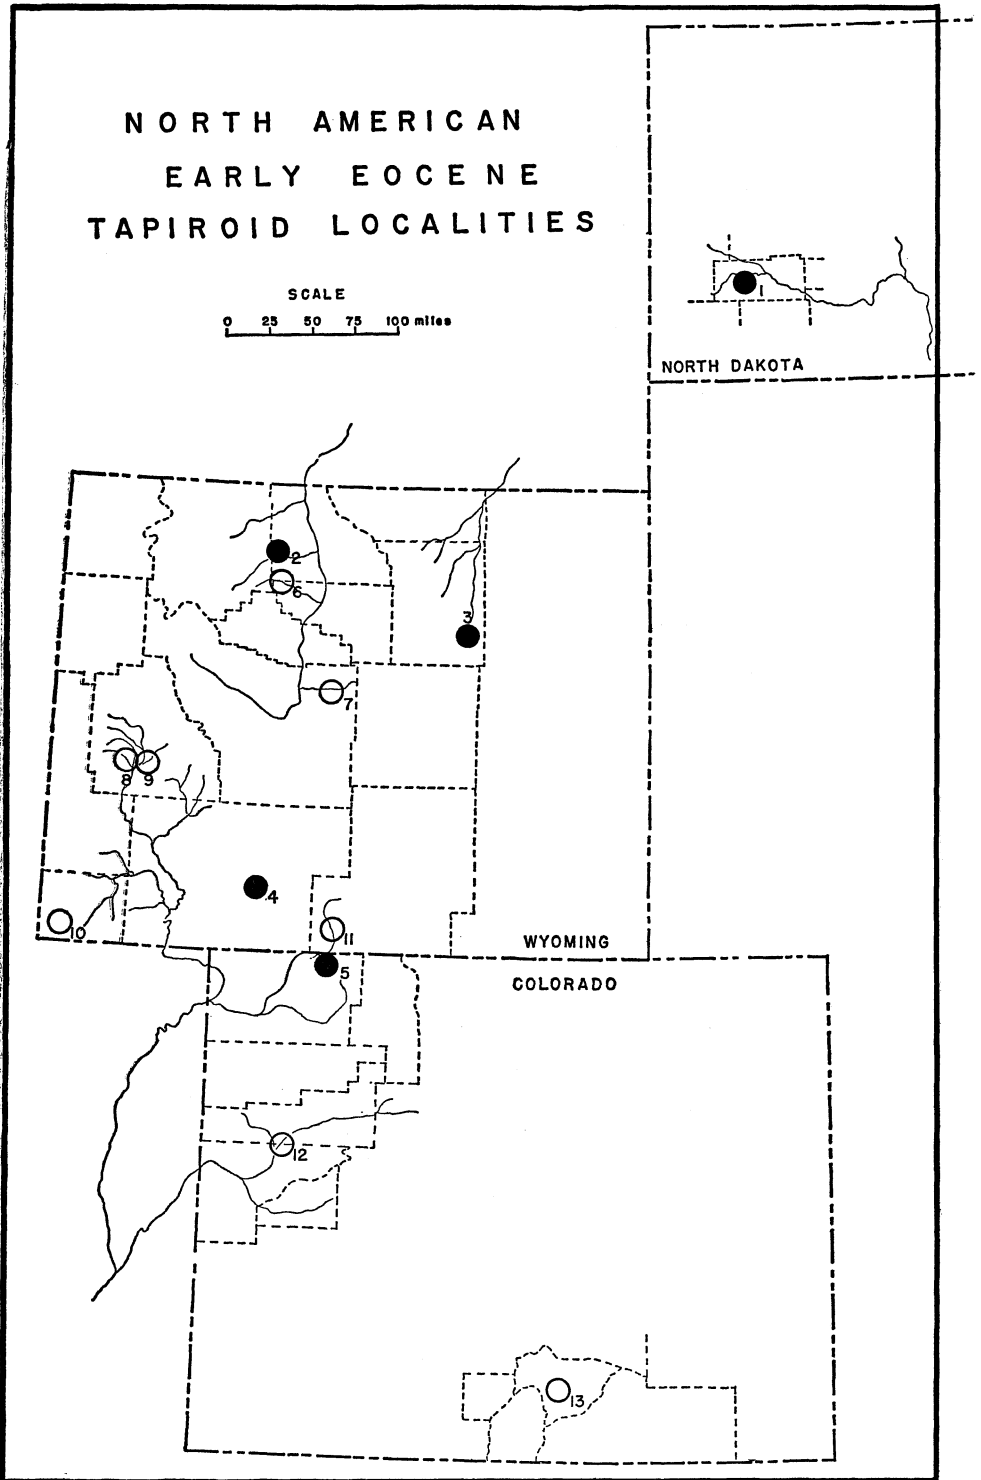 NORTH AMERICAN
EARLY EOCENE
TAPIROID LOCALITIES
SCALE
0 25 50 75 100 miles
1
NORTH DAKOTA
2
6
3
7
8 9
4
10
11
WYOMING
5
COLORADO
12
13